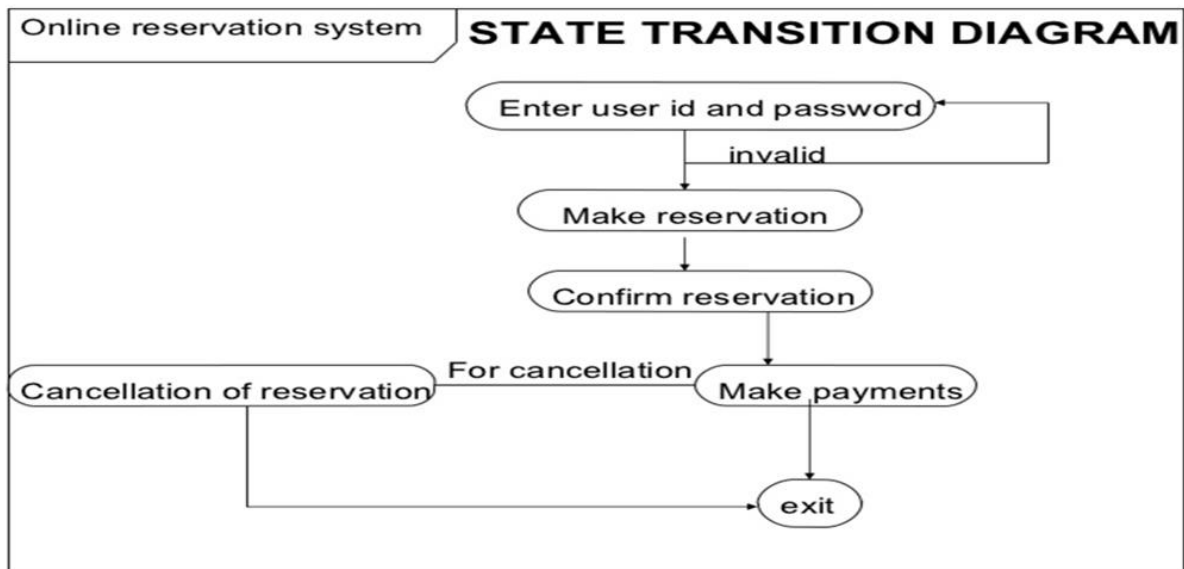 Online reservation system
STATE TRANSITION DIAGRAM
Enter user id and password
invalid
Make reservation
Confirm reservation
For cancellation
Cancellation of reservation
Make payments
exit